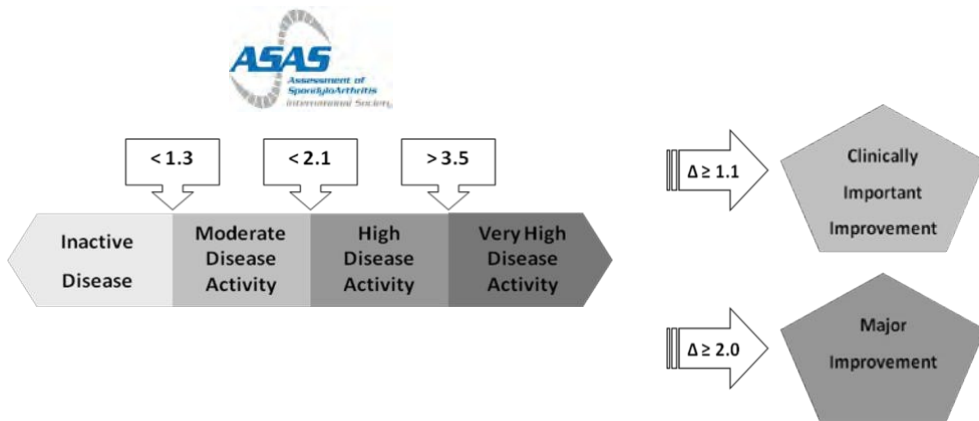 ASAS
Assessment of
SpondyloArthritis
international Society
< 1.3
< 2.1
> 3.5
Inactive
Disease
Moderate
Disease
Activity
High
Disease
Activity
Very High
Disease
Activity
Δ ≥ 1.1
Clinically
Important
Improvement
Δ ≥ 2.0
Major
Improvement